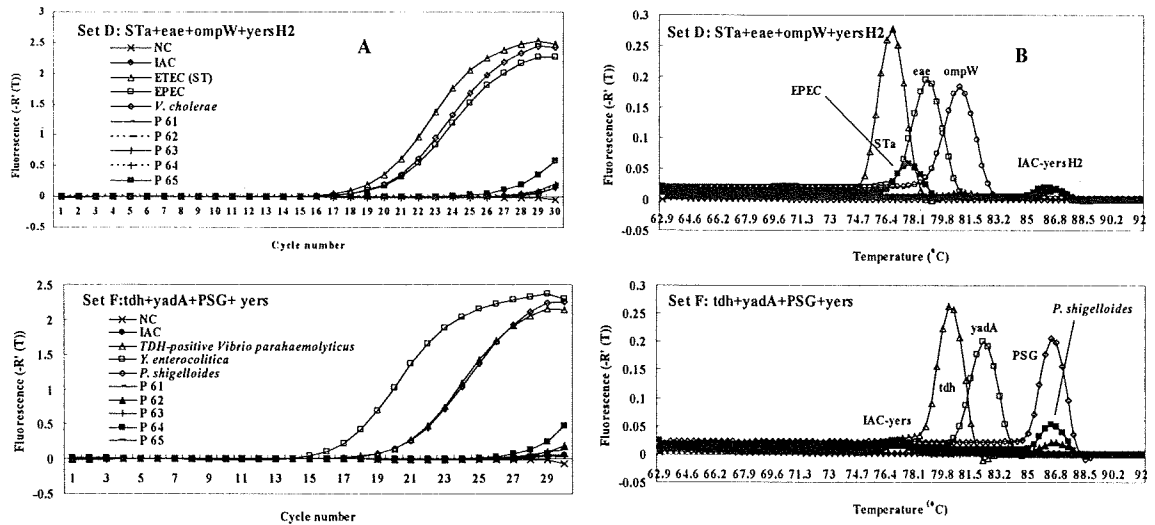 Set D: STa+eae+ompW+yersH2
A
NC
IAC
ETEC (ST)
EPEC
V. cholerae
P 61
P 62
P 63
P 64
P 65
Fluorescence (-R' (T))
3
2.5
2
1.5
1
0.5
0
-0.5
1 2 3 4 5 6 7 8 9 10 11 12 13 14 15 16 17 18 19 20 21 22 23 24 25 26 27 28 29 30
Cycle number
Set D: STa+eae+ompW+yersH2
B
EPEC
eae
ompW
STa
IAC-yersH2
Fluorescence (-R' (T))
0.3
0.25
0.2
0.15
0.1
0.05
0
-0.05
62.9 64.6 66.2 67.9 69.6 71.3 73 74.7 76.4 78.1 79.8 81.5 83.2 85 86.8 88.5 90.2 92
Temperature (°C)
Set F:tdh+yadA+PSG+ yers
NC
IAC
TDH-positive Vibrio parahaemolyticus
Y. enterocolitica
P. shigelloides
P 61
P 62
P 63
P 64
P 65
Fluorescence (-R' (T))
2.5
2
1.5
1
0.5
0
-0.5
1 3 5 7 9 11 13 15 17 19 21 23 25 27 29
Cycle number
Set F: tdh+yadA+PSG+yers
P. shigelloides
yadA
PSG
tdh
IAC-yers
Fluorescence (-R' (T))
0.3
0.25
0.2
0.15
0.1
0.05
0
-0.05
62.9 64.6 66.2 67.9 69.6 71.3 73 74.7 76.4 78.1 79.8 81.5 83.2 85 86.8 88.5 90.2 92
Temperature (°C)